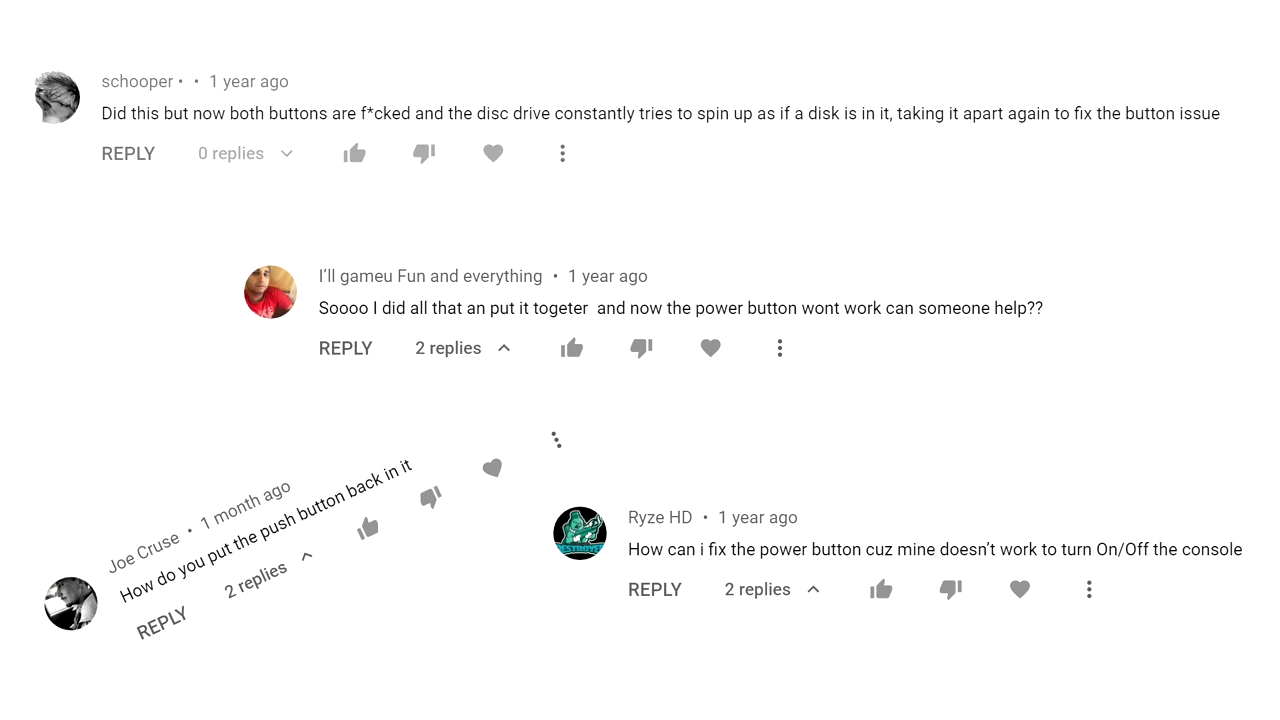 schooper • • 1 year ago
Did this but now both buttons are f*cked and the disc drive constantly tries to spin up as if a disk is in it, taking it apart again to fix the button issue
REPLY 0 replies
I'll gameu Fun and everything • 1 year ago
Soooo I did all that an put it togeter  and now the power button wont work can someone help??
REPLY 2 replies
Joe Cruse • 1 month ago
How do you put the push button back in it
REPLY 2 replies
DESTROYER
Ryze HD • 1 year ago
How can i fix the power button cuz mine doesn't work to turn On/Off the console
REPLY 2 replies